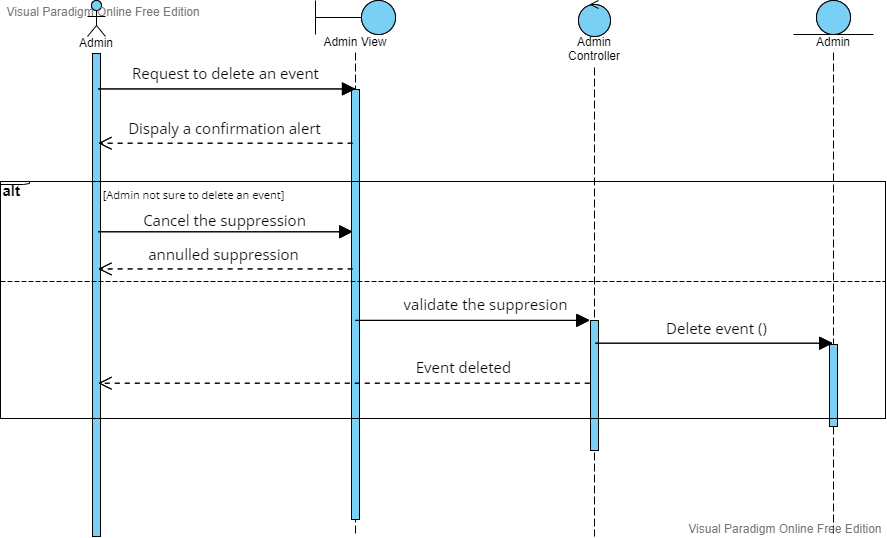 Visual Paradigm Online Free Edition
Admin
Admin View
Admin
Controller
Admin
Request to delete an event
Dispaly a confirmation alert
alt
[Admin not sure to delete an event]
Cancel the suppression
annulled suppression
validate the suppresion
Delete event ()
Event deleted
Visual Paradigm Online Free Edition